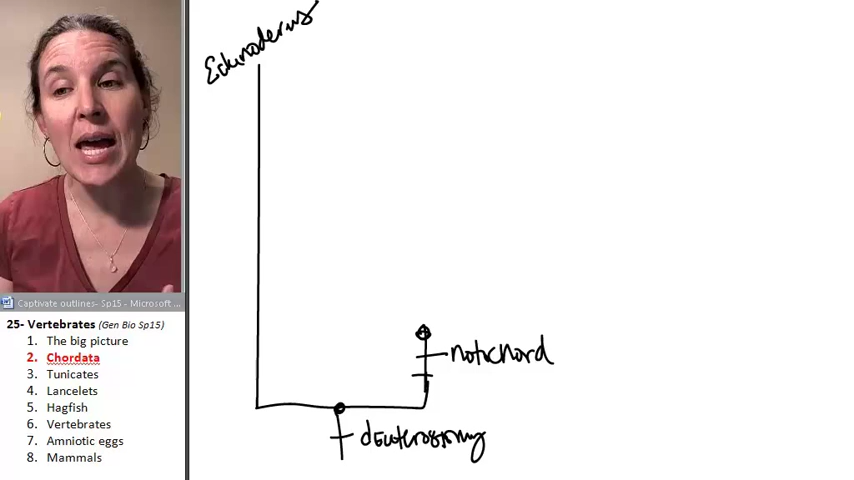 Echinoderms
notochord
deuterostomy
Captivate outlines- Sp15 - Microsoft ...
25- Vertebrates (Gen Bio Sp15)
1. The big picture
2. Chordata
3. Tunicates
4. Lancelets
5. Hagfish
6. Vertebrates
7. Amniotic eggs
8. Mammals